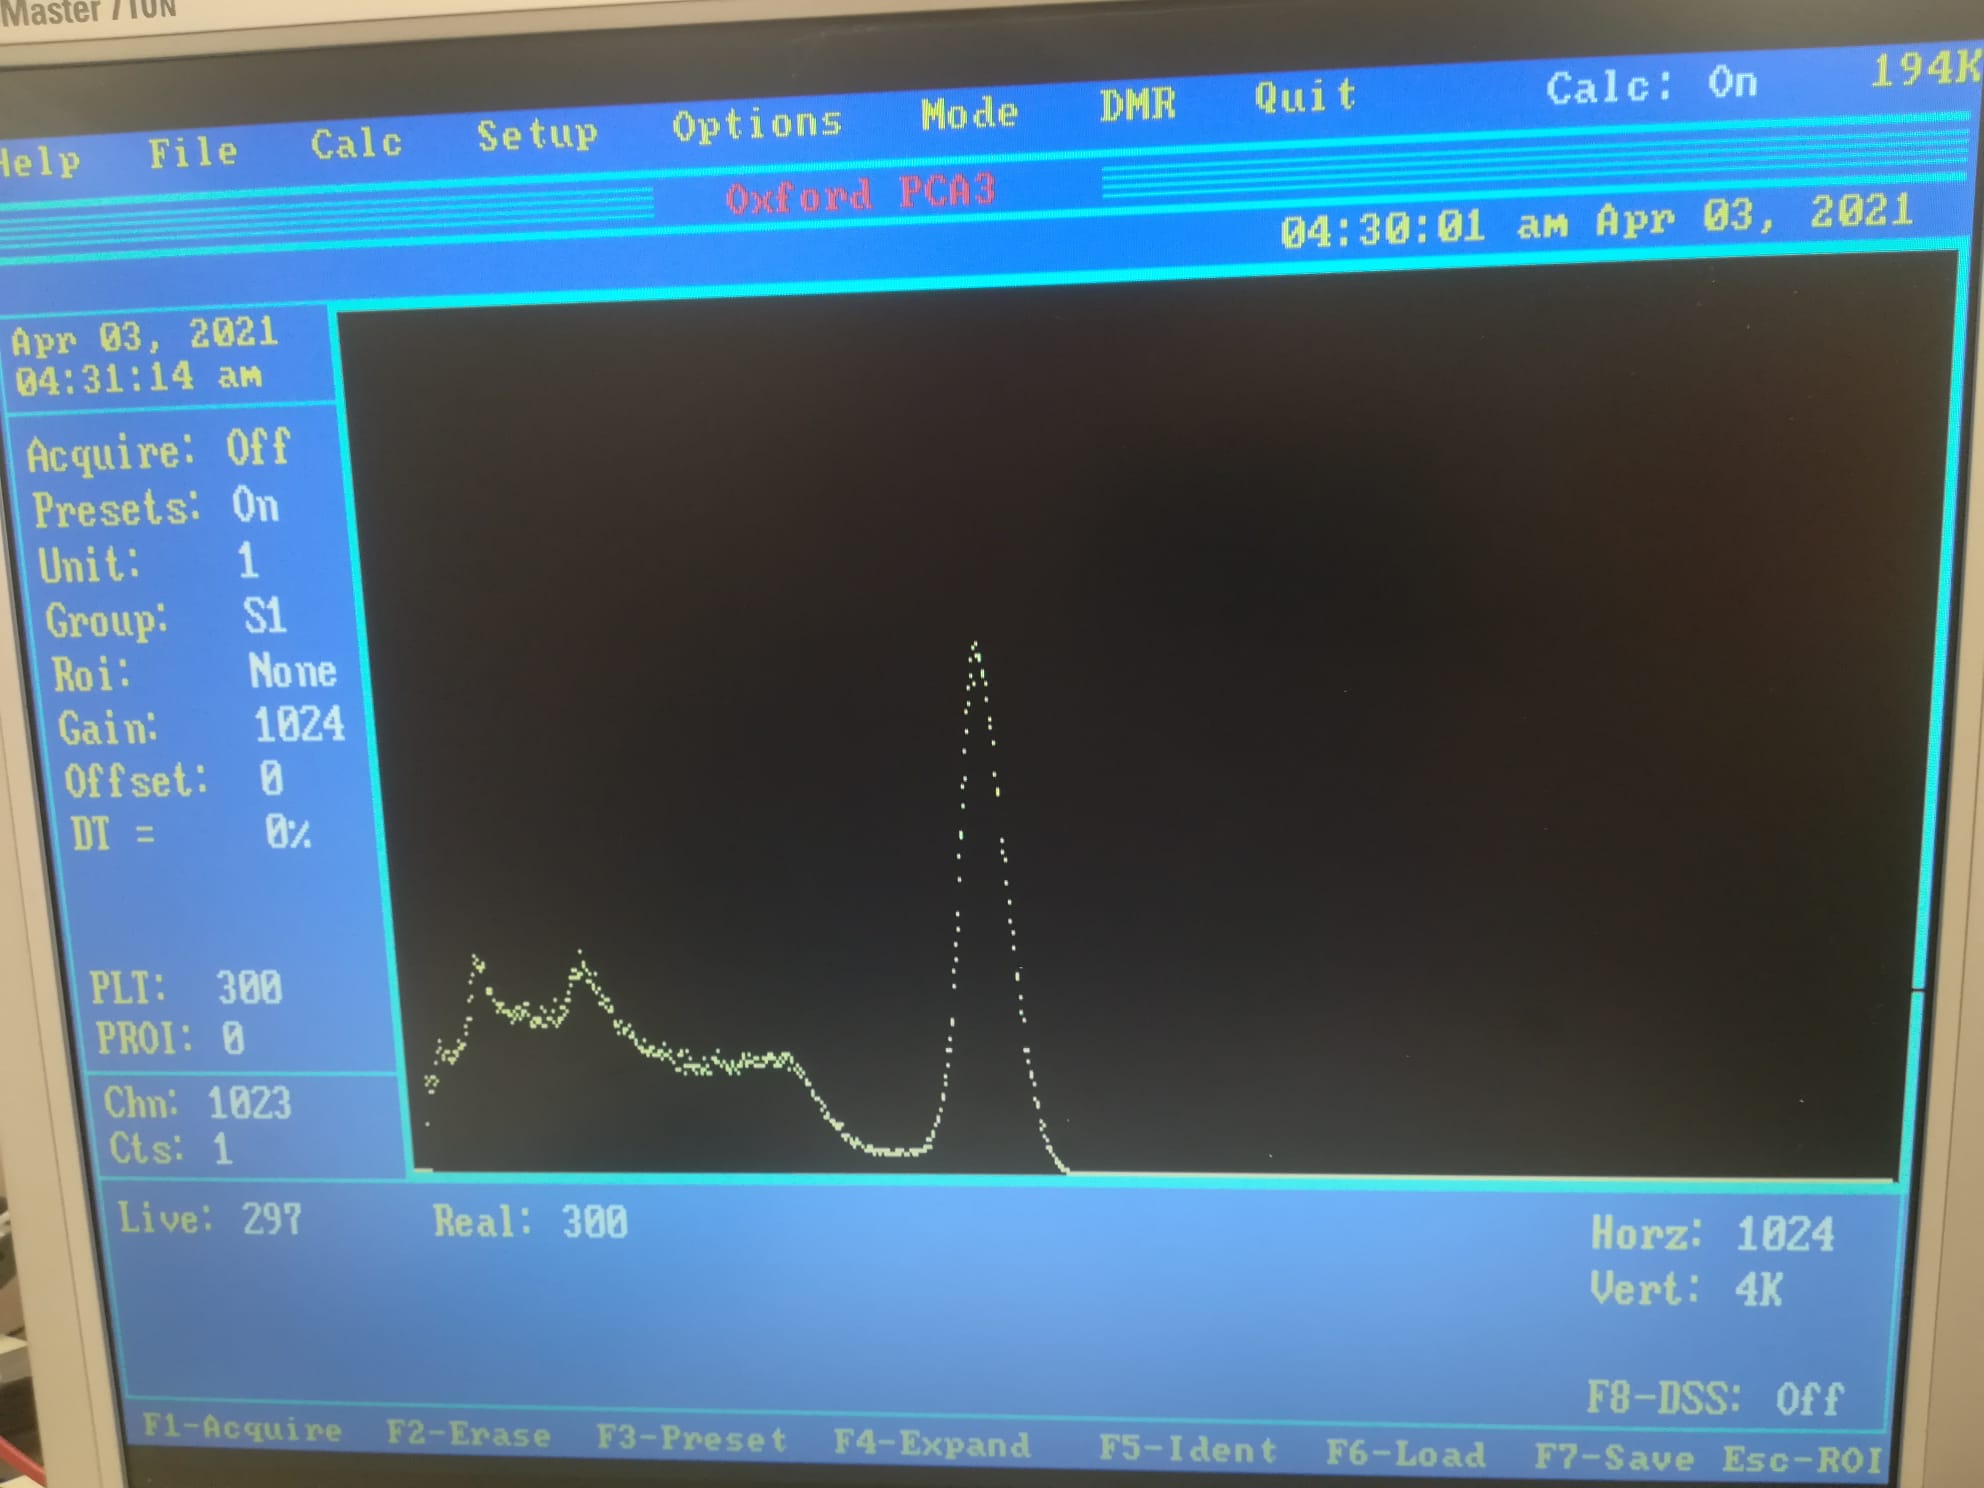 Master 710N
Help File Calc Setup Options Mode DMR Quit Calc: On 194K
Oxford PCA3
04:30:01 am Apr 03, 2021
Apr 03, 2021
04:31:14 am
Acquire: Off
Presets: On
Unit: 1
Group: S1
Roi: None
Gain: 1024
Offset: 0
DT = 0%
PLT: 300
PROI: 0
Chn: 1023
Cts: 1
Live: 297 Real: 300
Horz: 1024
Vert: 4K
F8-DSS: Off
F1-Acquire F2-Erase F3-Preset F4-Expand F5-Ident F6-Load F7-Save Esc-ROI